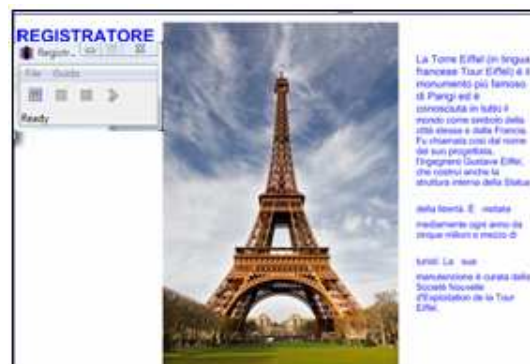 REGISTRATORE
Registr...
File Guida
Ready
La Torre Eiffel (in lingua
francese Tour Eiffel) è il
monumento più famoso
di Parigi ed è
conosciuta in tutto il
mondo come simbolo della
città stessa e della Francia.
Fu chiamata così dal nome
del suo progettista,
l'ingegnere Gustave Eiffel,
che costruì anche la
struttura interna della Statua
della libertà. È visitata
mediamente ogni anno da
cinque milioni e mezzo di
turisti. La sua
manutenzione è curata dalla
Société Nouvelle
d'Exploitation de la Tour
Eiffel.